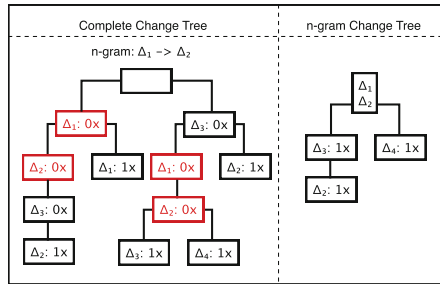 Complete Change Tree
n-gram Change Tree
n-gram: Δ₁ -> Δ₂
Δ₁: 0x
Δ₃: 0x
Δ₂: 0x
Δ₁: 1x
Δ₁: 0x
Δ₂: 1x
Δ₃: 0x
Δ₂: 0x
Δ₂: 1x
Δ₃: 1x
Δ₄: 1x
Δ₁
Δ₂
Δ₃: 1x
Δ₄: 1x
Δ₂: 1x